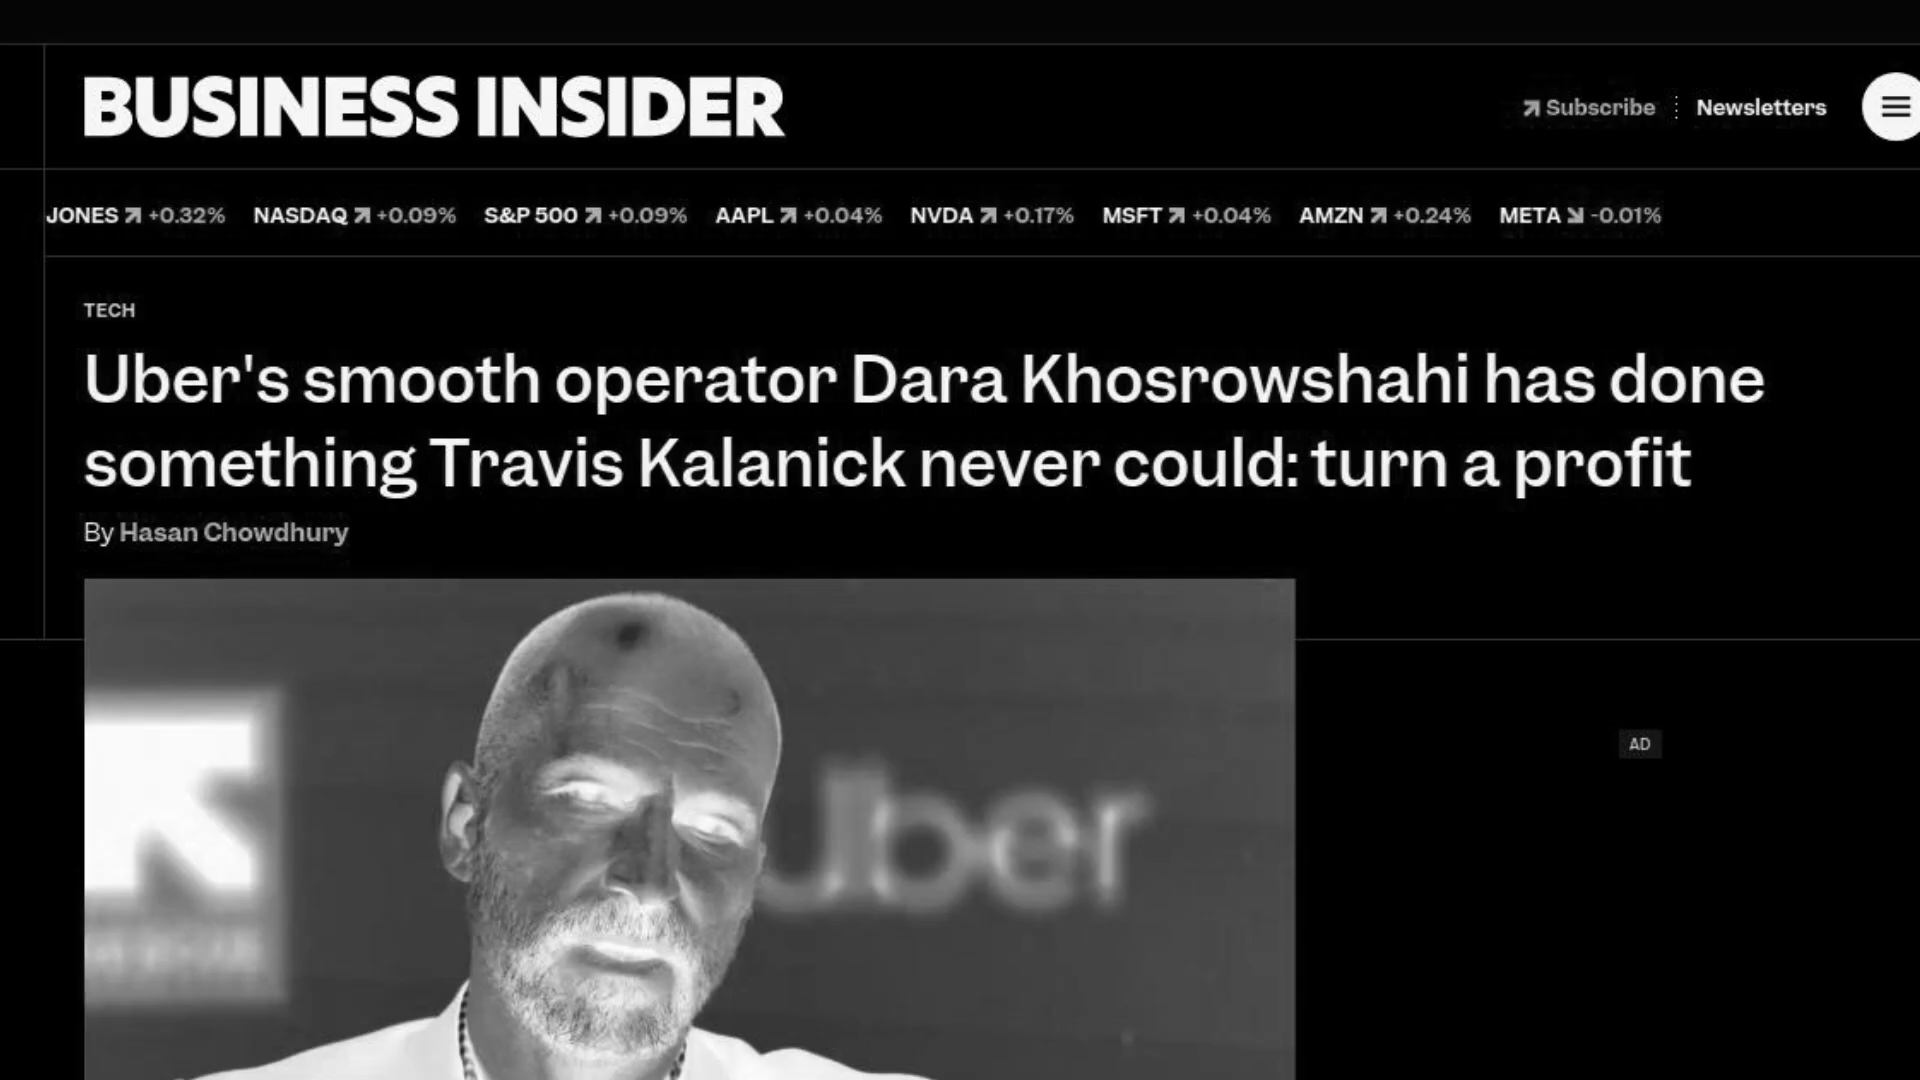 BUSINESS INSIDER
Subscribe
Newsletters
JONES +0.32% NASDAQ +0.09% S&P 500 +0.09% AAPL +0.04% NVDA +0.17% MSFT +0.04% AMZN +0.24% META -0.01%
TECH
Uber's smooth operator Dara Khosrowshahi has done
something Travis Kalanick never could: turn a profit
By Hasan Chowdhury
Uber
AD